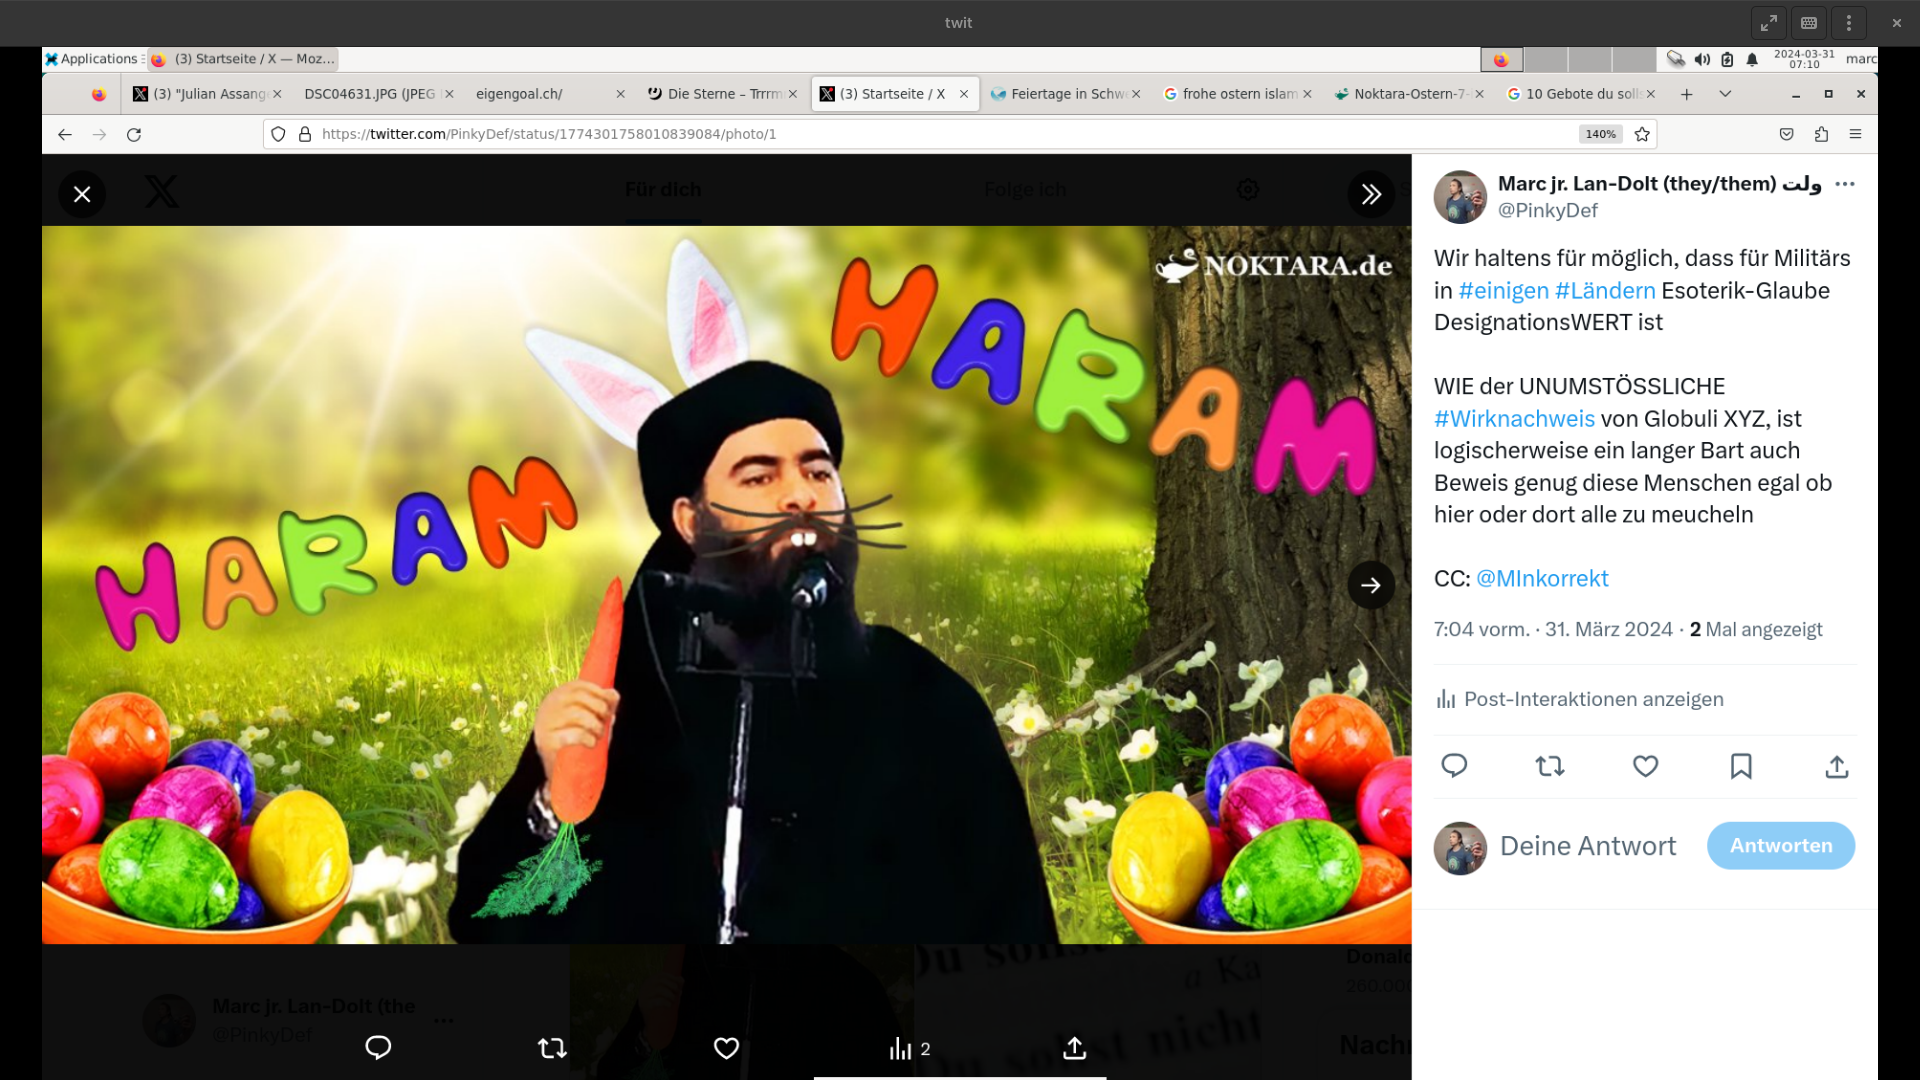 twit
Applications
(3) Startseite / X — Moz...
2024-03-31
07:10
marc
(3) "Julian Assang
DSC04631.JPG (JPEG
eigengoal.ch/
Die Sterne – Trrrm
(3) Startseite / X
Feiertage in Schw
frohe ostern islam
Noktara-Ostern-7-
10 Gebote du solls
https://twitter.com/PinkyDef/status/1774301758010839084/photo/1
140%
Für dich
Folge ich
NOKTARA.de
HARAM
HARAM
Marc jr. Lan-Dolt (they/them) ولت
@PinkyDef
Wir haltens für möglich, dass für Militärs
in #einigen #Ländern Esoterik-Glaube
DesignationsWERT ist
WIE der UNUMSTÖSSLICHE
#Wirknachweis von Globuli XYZ, ist
logischerweise ein langer Bart auch
Beweis genug diese Menschen egal ob
hier oder dort alle zu meucheln
CC: @MInkorrekt
7:04 vorm. · 31. März 2024 · 2 Mal angezeigt
Post-Interaktionen anzeigen
Deine Antwort
Antworten
Marc jr. Lan-Dolt (the
@PinkyDef
Du sollst
a Ka
Du sollst nicht
Donald
260.000
Nachr
2